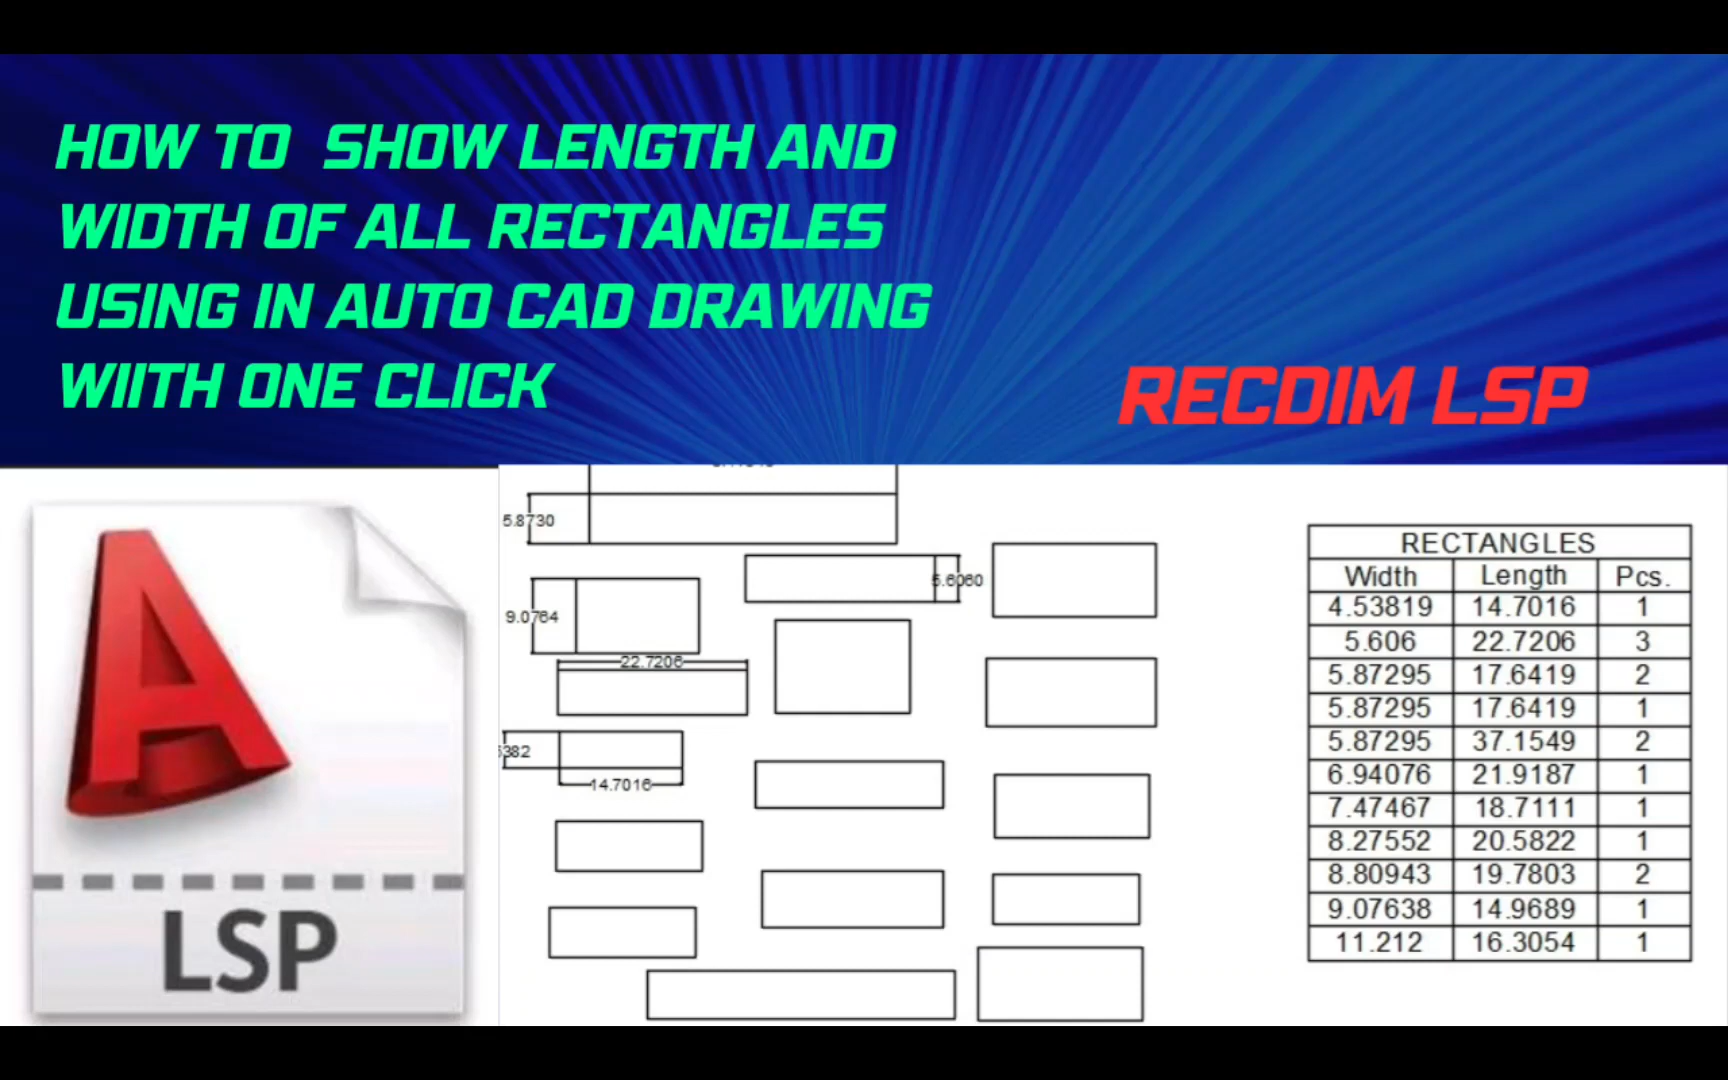 HOW TO SHOW LENGTH AND
WIDTH OF ALL RECTANGLES
USING IN AUTO CAD DRAWING
WIITH ONE CLICK
RECDIM LSP
LSP
5.8730
5.6060
9.0764
22.7206
14.7016
RECTANGLES
Width Length Pcs.
4.53819 14.7016 1
5.606 22.7206 3
5.87295 17.6419 2
5.87295 17.6419 1
5.87295 37.1549 2
6.94076 21.9187 1
7.47467 18.7111 1
8.27552 20.5822 1
8.80943 19.7803 2
9.07638 14.9689 1
11.212 16.3054 1